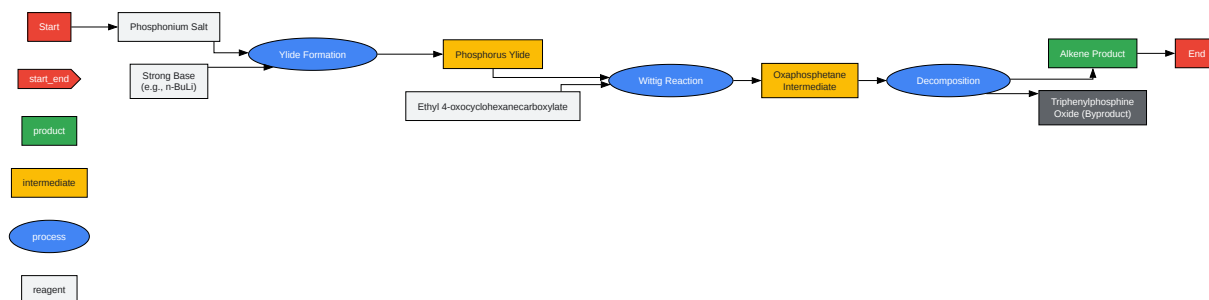 Start
Phosphonium Salt
Strong Base
(e.g., n-BuLi)
Ylide Formation
Phosphorus Ylide
Ethyl 4-oxocyclohexanecarboxylate
Wittig Reaction
Oxaphosphetane
Intermediate
Decomposition
Alkene Product
Triphenylphosphine
Oxide (Byproduct)
End
start_end
product
intermediate
process
reagent